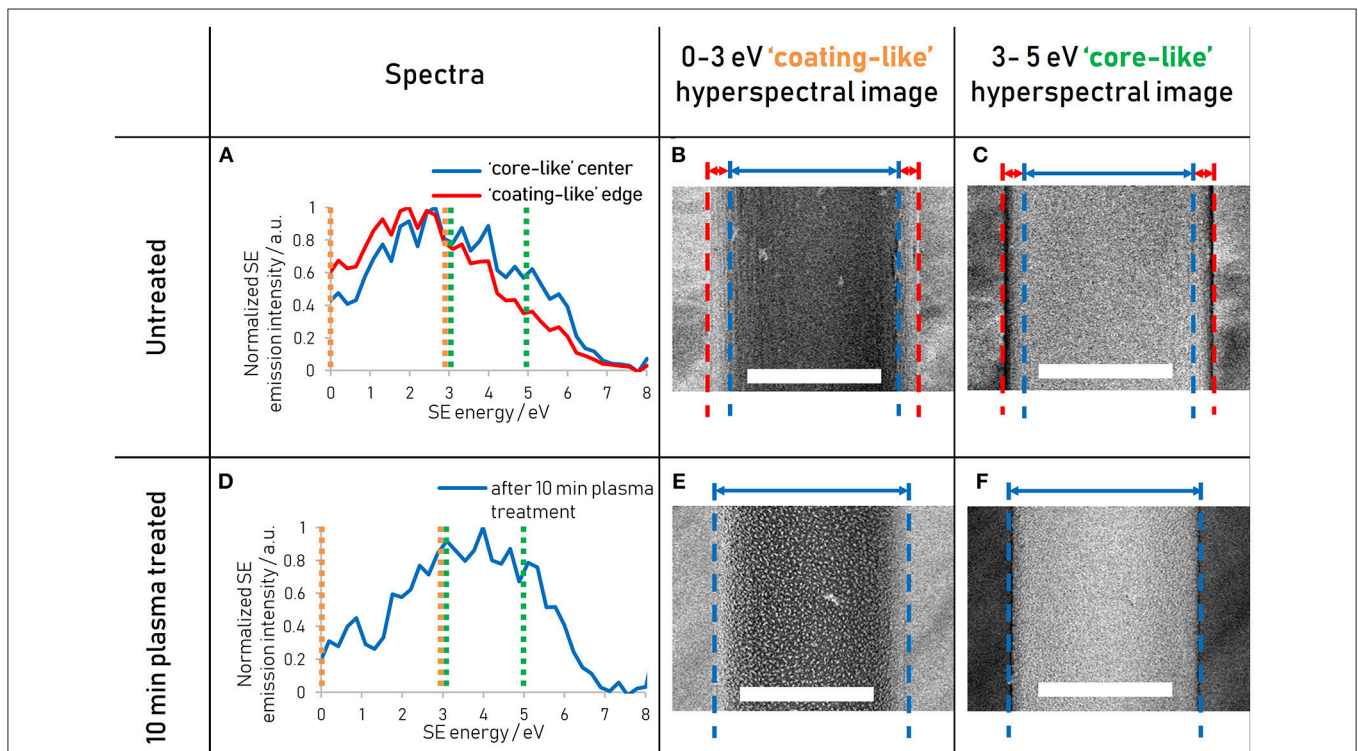 Spectra
0-3 eV 'coating-like'
hyperspectral image
3- 5 eV 'core-like'
hyperspectral image
Untreated
A
'core-like' center
'coating-like' edge
Normalized SE
emission intensity / a.u.
1
0.8
0.6
0.4
0.2
0
0 1 2 3 4 5 6 7 8
SE energy / eV
B
C
10 min plasma treated
D
after 10 min plasma
treatment
Normalized SE
emission intensity / a.u.
1
0.8
0.6
0.4
0.2
0
0 1 2 3 4 5 6 7 8
SE energy / eV
E
F